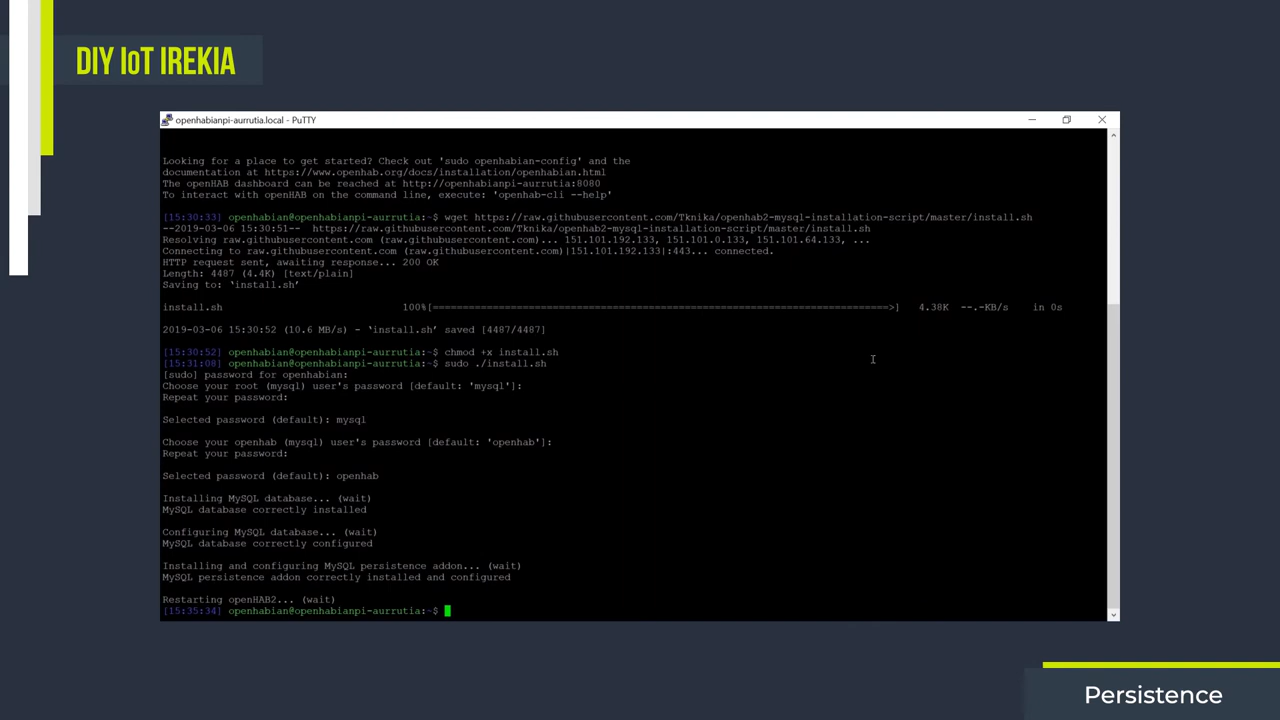 DIY IoT IREKIA
openhabianpi-aurrutia.local - PuTTY
Looking for a place to get started? Check out 'sudo openhabian-config' and the
documentation at https://www.openhab.org/docs/installation/openhabian.html
The openHAB dashboard can be reached at http://openhabianpi-aurrutia:8080
To interact with openHAB on the command line, execute: 'openhab-cli --help'
[15:30:33] openhabian@openhabianpi-aurrutia:~$ wget https://raw.githubusercontent.com/Tknika/openhab2-mysql-installation-script/master/install.sh
--2019-03-06 15:30:51-- https://raw.githubusercontent.com/Tknika/openhab2-mysql-installation-script/master/install.sh
Resolving raw.githubusercontent.com (raw.githubusercontent.com)... 151.101.192.133, 151.101.0.133, 151.101.64.133, ...
Connecting to raw.githubusercontent.com (raw.githubusercontent.com)|151.101.192.133|:443... connected.
HTTP request sent, awaiting response... 200 OK
Length: 4487 (4.4K) [text/plain]
Saving to: ‘install.sh’
install.sh 100%[===================================================================>] 4.38K --.-KB/s in 0s
2019-03-06 15:30:52 (10.6 MB/s) - ‘install.sh’ saved [4487/4487]
[15:30:52] openhabian@openhabianpi-aurrutia:~$ chmod +x install.sh
[15:31:08] openhabian@openhabianpi-aurrutia:~$ sudo ./install.sh
[sudo] password for openhabian:
Choose your root (mysql) user's password [default: 'mysql']:
Repeat your password:
Selected password (default): mysql
Choose your openhab (mysql) user's password [default: 'openhab']:
Repeat your password:
Selected password (default): openhab
Installing MySQL database... (wait)
MySQL database correctly installed
Configuring MySQL database... (wait)
MySQL database correctly configured
Installing and configuring MySQL persistence addon... (wait)
MySQL persistence addon correctly installed and configured
Restarting openHAB2... (wait)
[15:35:34] openhabian@openhabianpi-aurrutia:~$
Persistence